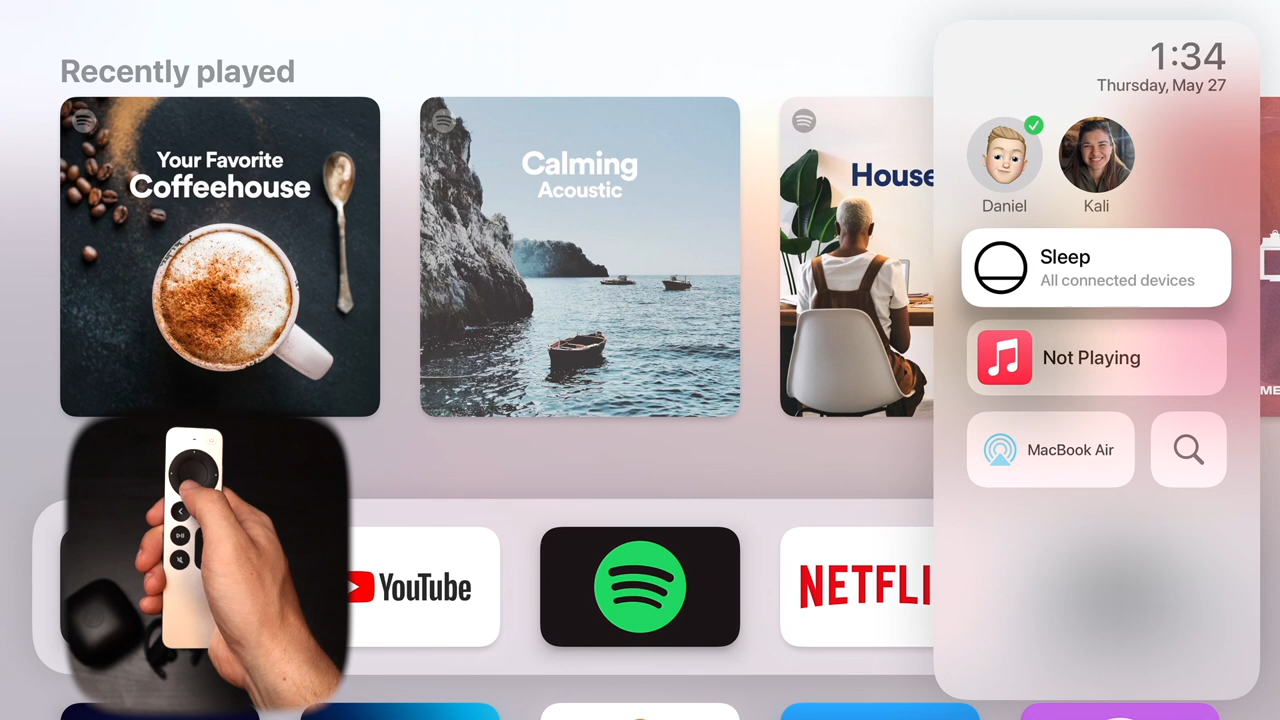 Recently played
Your Favorite
Coffeehouse
Calming
Acoustic
House
1:34
Thursday, May 27
Daniel
Kali
Sleep
All connected devices
Not Playing
MacBook Air
ME
YouTube
NETFLI